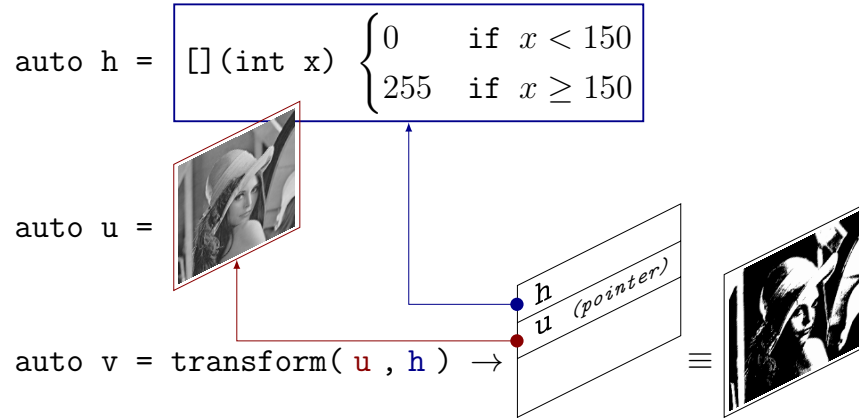 auto h = [](int x) { 0 if x < 150
255 if x ≥ 150
auto u =
h
u (pointer)
auto v = transform( u , h ) → ≡